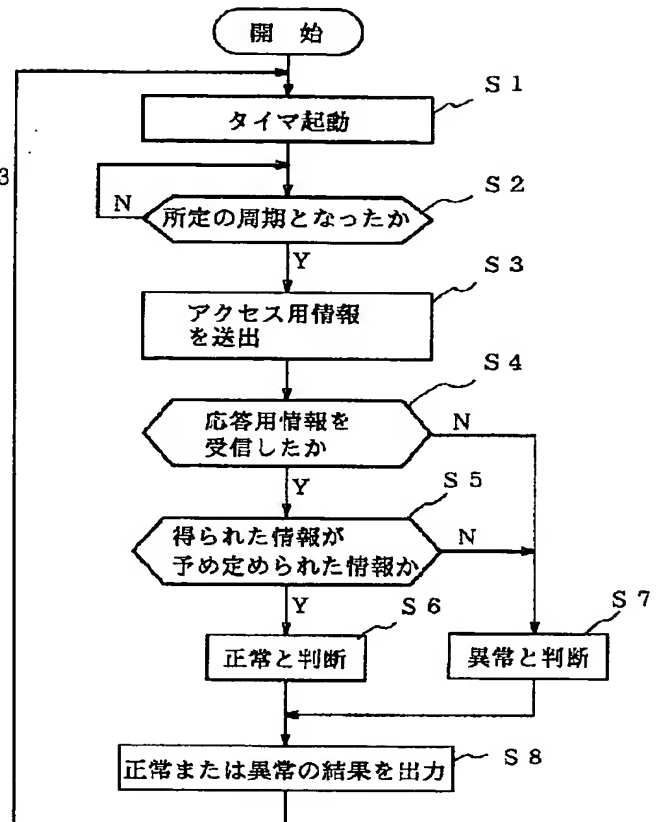 開 始
S1
タイマ起動
3
S2
N
所定の周期となったか
Y
S3
アクセス用情報
を送出
S4
応答用情報を
受信したか
N
Y
S5
得られた情報が
予め定められた情報か
N
Y
S6
S7
正常と判断
異常と判断
正常または異常の結果を出力
S8